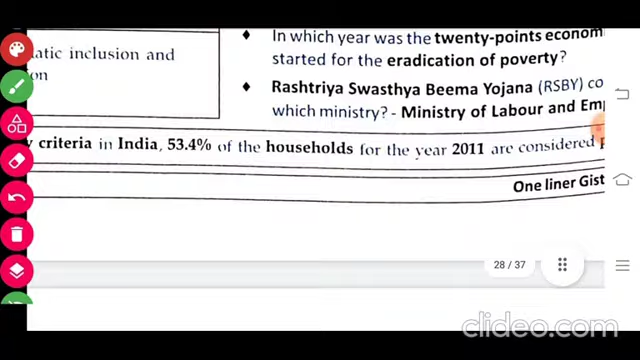 ♦ In which year was the twenty-points econom
started for the eradication of poverty?
atic inclusion and
ion
♦ Rashtriya Swasthya Beema Yojana (RSBY) co
which ministry? - Ministry of Labour and Emp
y criteria in India, 53.4% of the households for the year 2011 are considered p
One liner Gist
28 / 37
clideo.com